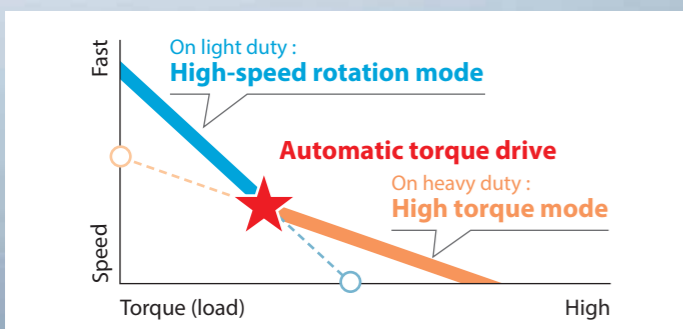 On light duty :
High-speed rotation mode
Fast
Automatic torque drive
On heavy duty :
High torque mode
Speed
Torque (load)
High